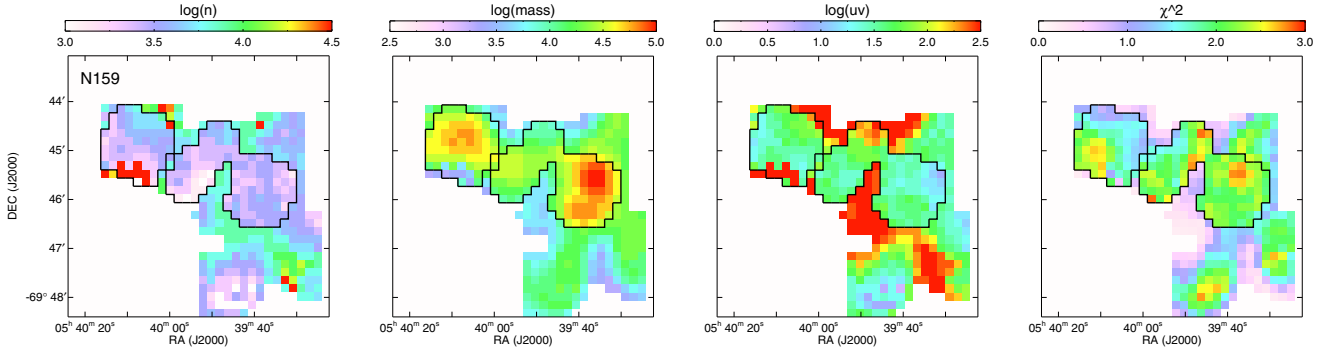 log(n) log(mass) log(uv) χ^2
3.0 3.5 4.0 4.5 2.5 3.0 3.5 4.0 4.5 5.0 0.0 0.5 1.0 1.5 2.0 2.5 0.0 1.0 2.0 3.0
N159
44′
45′
DEC (J2000)
46′
47′
-69° 48′
05ʰ 40ᵐ 20ˢ 40ᵐ 00ˢ 39ᵐ 40ˢ 05ʰ 40ᵐ 20ˢ 40ᵐ 00ˢ 39ᵐ 40ˢ 05ʰ 40ᵐ 20ˢ 40ᵐ 00ˢ 39ᵐ 40ˢ 05ʰ 40ᵐ 20ˢ 40ᵐ 00ˢ 39ᵐ 40ˢ
RA (J2000) RA (J2000) RA (J2000) RA (J2000)